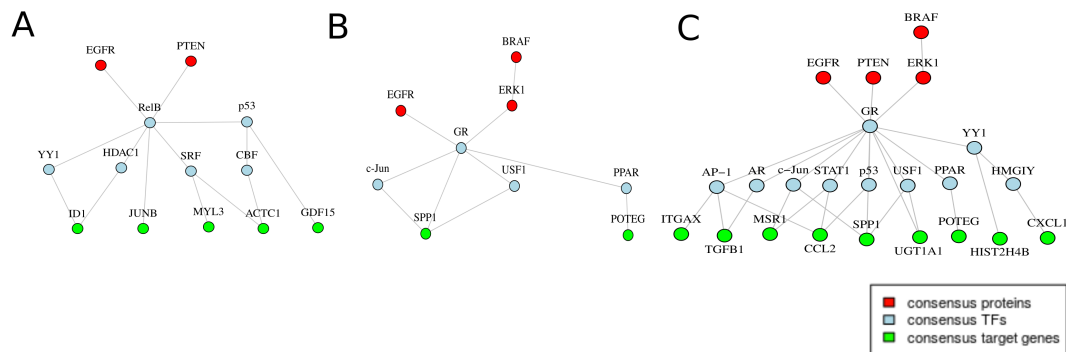 A
EGFR
PTEN
RelB
p53
YY1
HDAC1
SRF
CBF
ID1
JUNB
MYL3
ACTC1
GDF15
B
BRAF
EGFR
ERK1
GR
c-Jun
USF1
PPAR
SPP1
POTEG
C
BRAF
EGFR
PTEN
ERK1
GR
YY1
AP-1
AR
c-Jun
STAT1
p53
USF1
PPAR
HMGIY
ITGAX
TGFB1
MSR1
CCL2
SPP1
UGT1A1
POTEG
HIST2H4B
CXCL1
consensus proteins
consensus TFs
consensus target genes